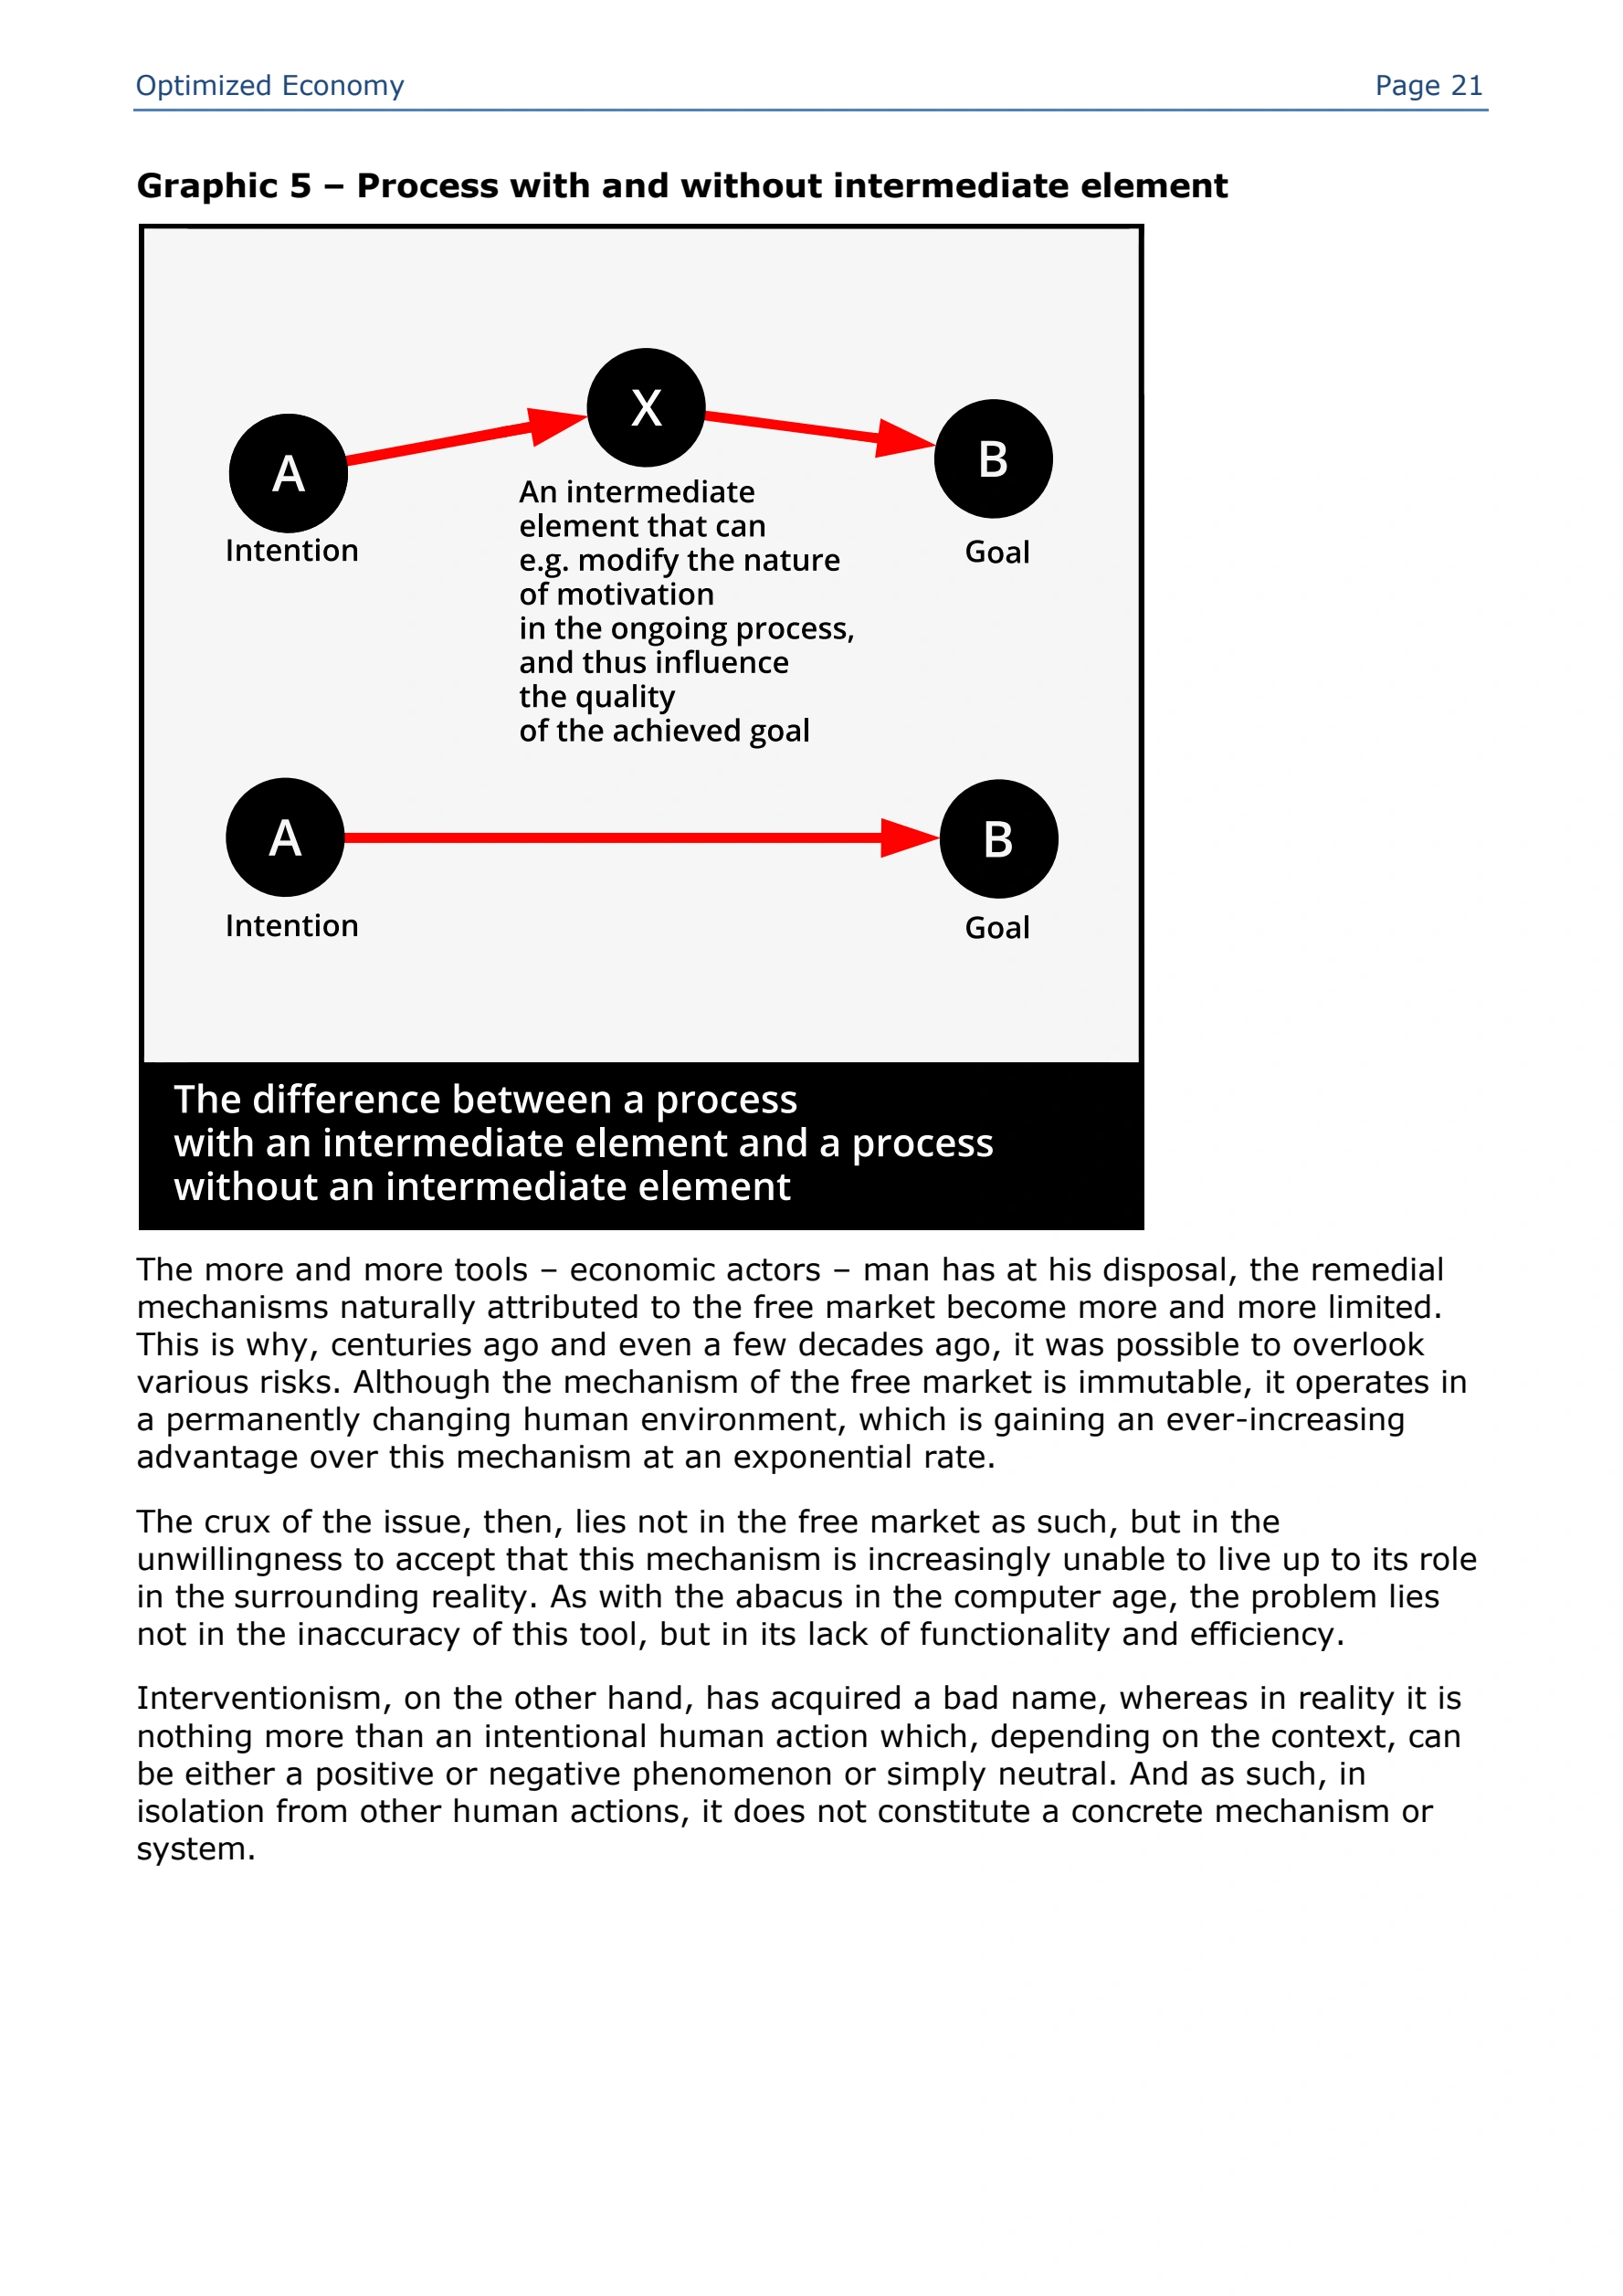 Optimized Economy Page 21
Graphic 5 – Process with and without intermediate element
X
B
A
An intermediate
element that can
e.g. modify the nature
of motivation
in the ongoing process,
and thus influence
the quality
of the achieved goal
Intention
Goal
A
B
Intention
Goal
The difference between a process
with an intermediate element and a process
without an intermediate element
The more and more tools – economic actors – man has at his disposal, the remedial
mechanisms naturally attributed to the free market become more and more limited.
This is why, centuries ago and even a few decades ago, it was possible to overlook
various risks. Although the mechanism of the free market is immutable, it operates in
a permanently changing human environment, which is gaining an ever-increasing
advantage over this mechanism at an exponential rate.
The crux of the issue, then, lies not in the free market as such, but in the
unwillingness to accept that this mechanism is increasingly unable to live up to its role
in the surrounding reality. As with the abacus in the computer age, the problem lies
not in the inaccuracy of this tool, but in its lack of functionality and efficiency.
Interventionism, on the other hand, has acquired a bad name, whereas in reality it is
nothing more than an intentional human action which, depending on the context, can
be either a positive or negative phenomenon or simply neutral. And as such, in
isolation from other human actions, it does not constitute a concrete mechanism or
system.